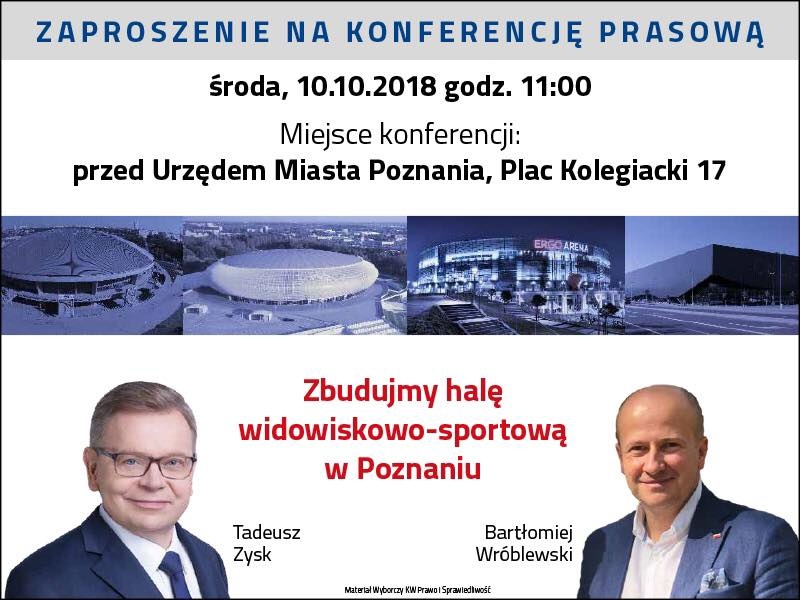 ZAPROSZENIE NA KONFERENCJĘ PRASOWĄ
środa, 10.10.2018 godz. 11:00
Miejsce konferencji:
przed Urzędem Miasta Poznania, Plac Kolegiacki 17
ERGO ARENA
Zbudujmy halę
widowiskowo-sportową
w Poznaniu
Tadeusz
Zysk
Bartłomiej
Wróblewski
Materiał Wyborczy KW Prawo i Sprawiedliwość